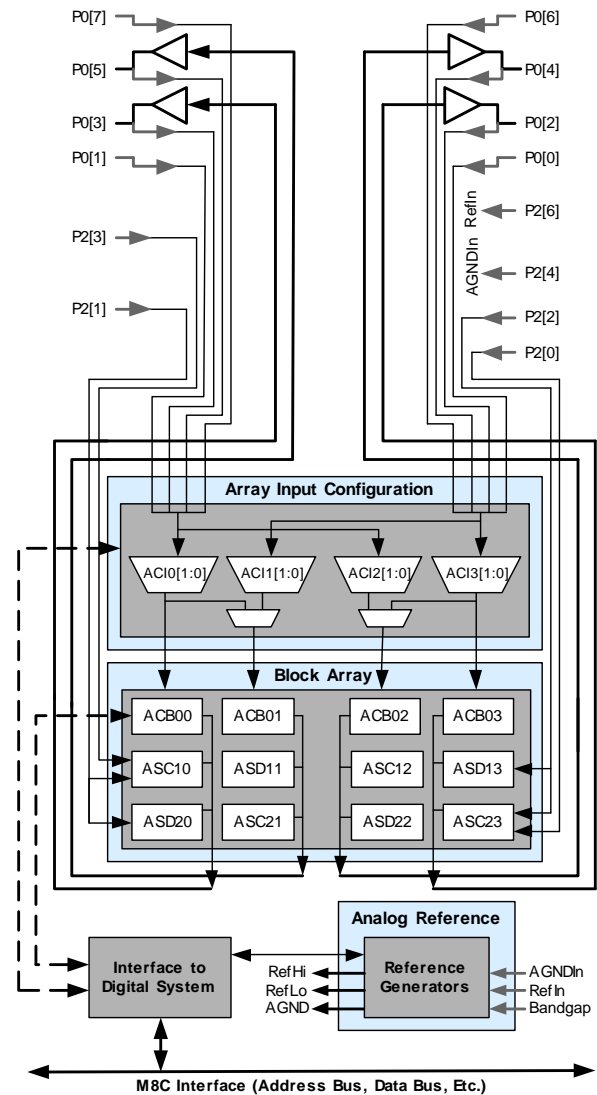 P0[7]
P0[6]
P0[5]
P0[4]
P0[3]
P0[2]
P0[1]
P0[0]
AGNDIn RefIn
P2[6]
P2[3]
P2[4]
P2[1]
P2[2]
P2[0]
Array Input Configuration
ACI0[1:0]
ACI1[1:0]
ACI2[1:0]
ACI3[1:0]
Block Array
ACB00
ACB01
ACB02
ACB03
ASC10
ASD11
ASC12
ASD13
ASD20
ASC21
ASD22
ASC23
Analog Reference
Interface to
Digital System
RefHi
RefLo
AGND
Reference
Generators
AGNDIn
RefIn
Bandgap
M8C Interface (Address Bus, Data Bus, Etc.)